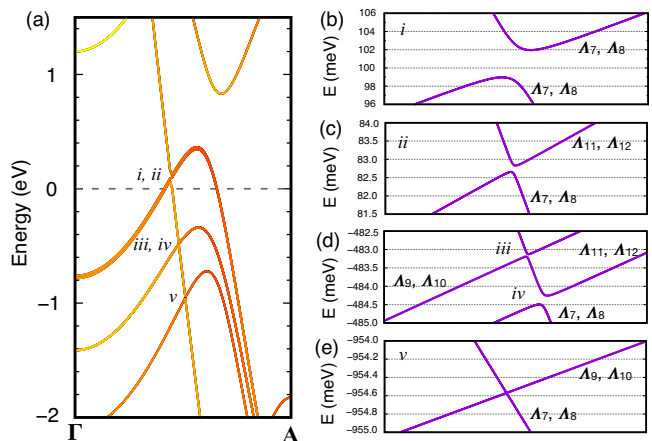 (a)
Energy (eV)
1
0
−1
−2
Γ
A
i, ii
iii, iv
v
(b)
E (meV)
106
104
102
100
98
96
i
Λ7, Λ8
Λ7, Λ8
(c)
E (meV)
84.0
83.5
83.0
82.5
82.0
81.5
ii
Λ11, Λ12
Λ7, Λ8
(d)
E (meV)
−482.5
−483.0
−483.5
−484.0
−484.5
−485.0
iii
Λ11, Λ12
Λ9, Λ10
iv
Λ7, Λ8
(e)
E (meV)
−954.0
−954.2
−954.4
−954.6
−954.8
−955.0
v
Λ9, Λ10
Λ7, Λ8